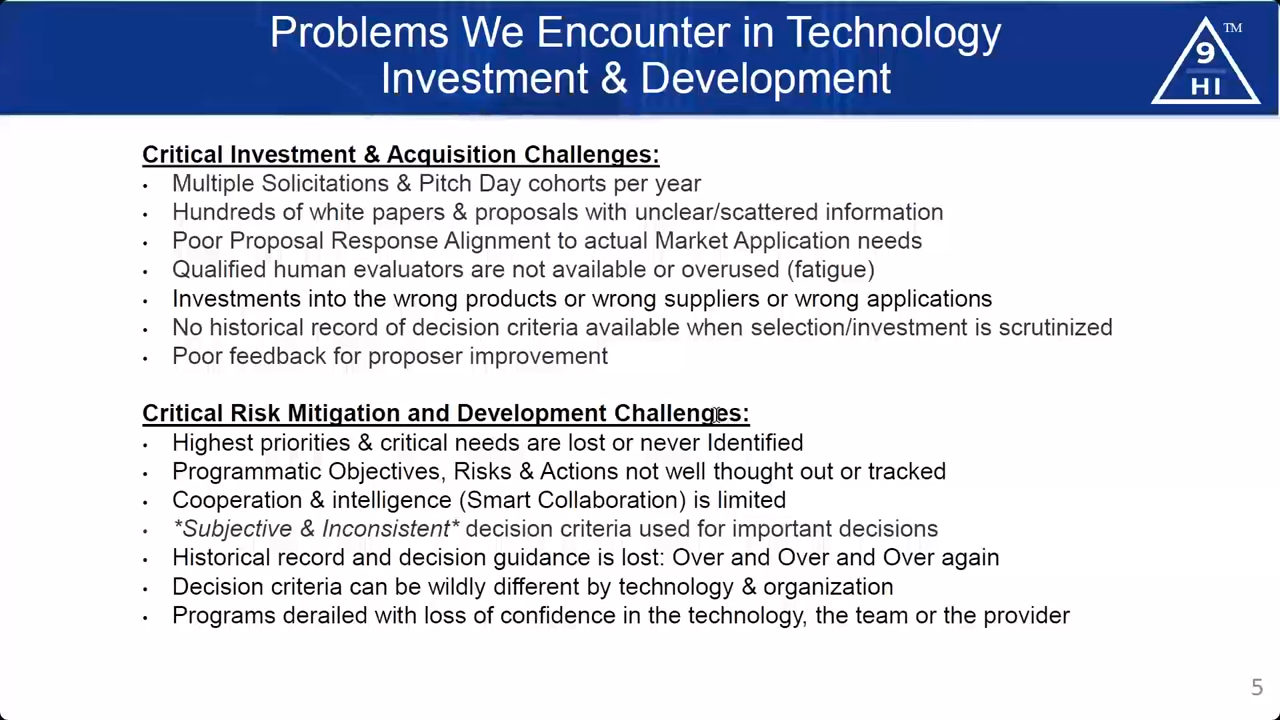 Problems We Encounter in Technology
Investment & Development
TM
9
HI
Critical Investment & Acquisition Challenges:
• Multiple Solicitations & Pitch Day cohorts per year
• Hundreds of white papers & proposals with unclear/scattered information
• Poor Proposal Response Alignment to actual Market Application needs
• Qualified human evaluators are not available or overused (fatigue)
• Investments into the wrong products or wrong suppliers or wrong applications
• No historical record of decision criteria available when selection/investment is scrutinized
• Poor feedback for proposer improvement
Critical Risk Mitigation and Development Challenges:
• Highest priorities & critical needs are lost or never Identified
• Programmatic Objectives, Risks & Actions not well thought out or tracked
• Cooperation & intelligence (Smart Collaboration) is limited
• *Subjective & Inconsistent* decision criteria used for important decisions
• Historical record and decision guidance is lost: Over and Over and Over again
• Decision criteria can be wildly different by technology & organization
• Programs derailed with loss of confidence in the technology, the team or the provider
5